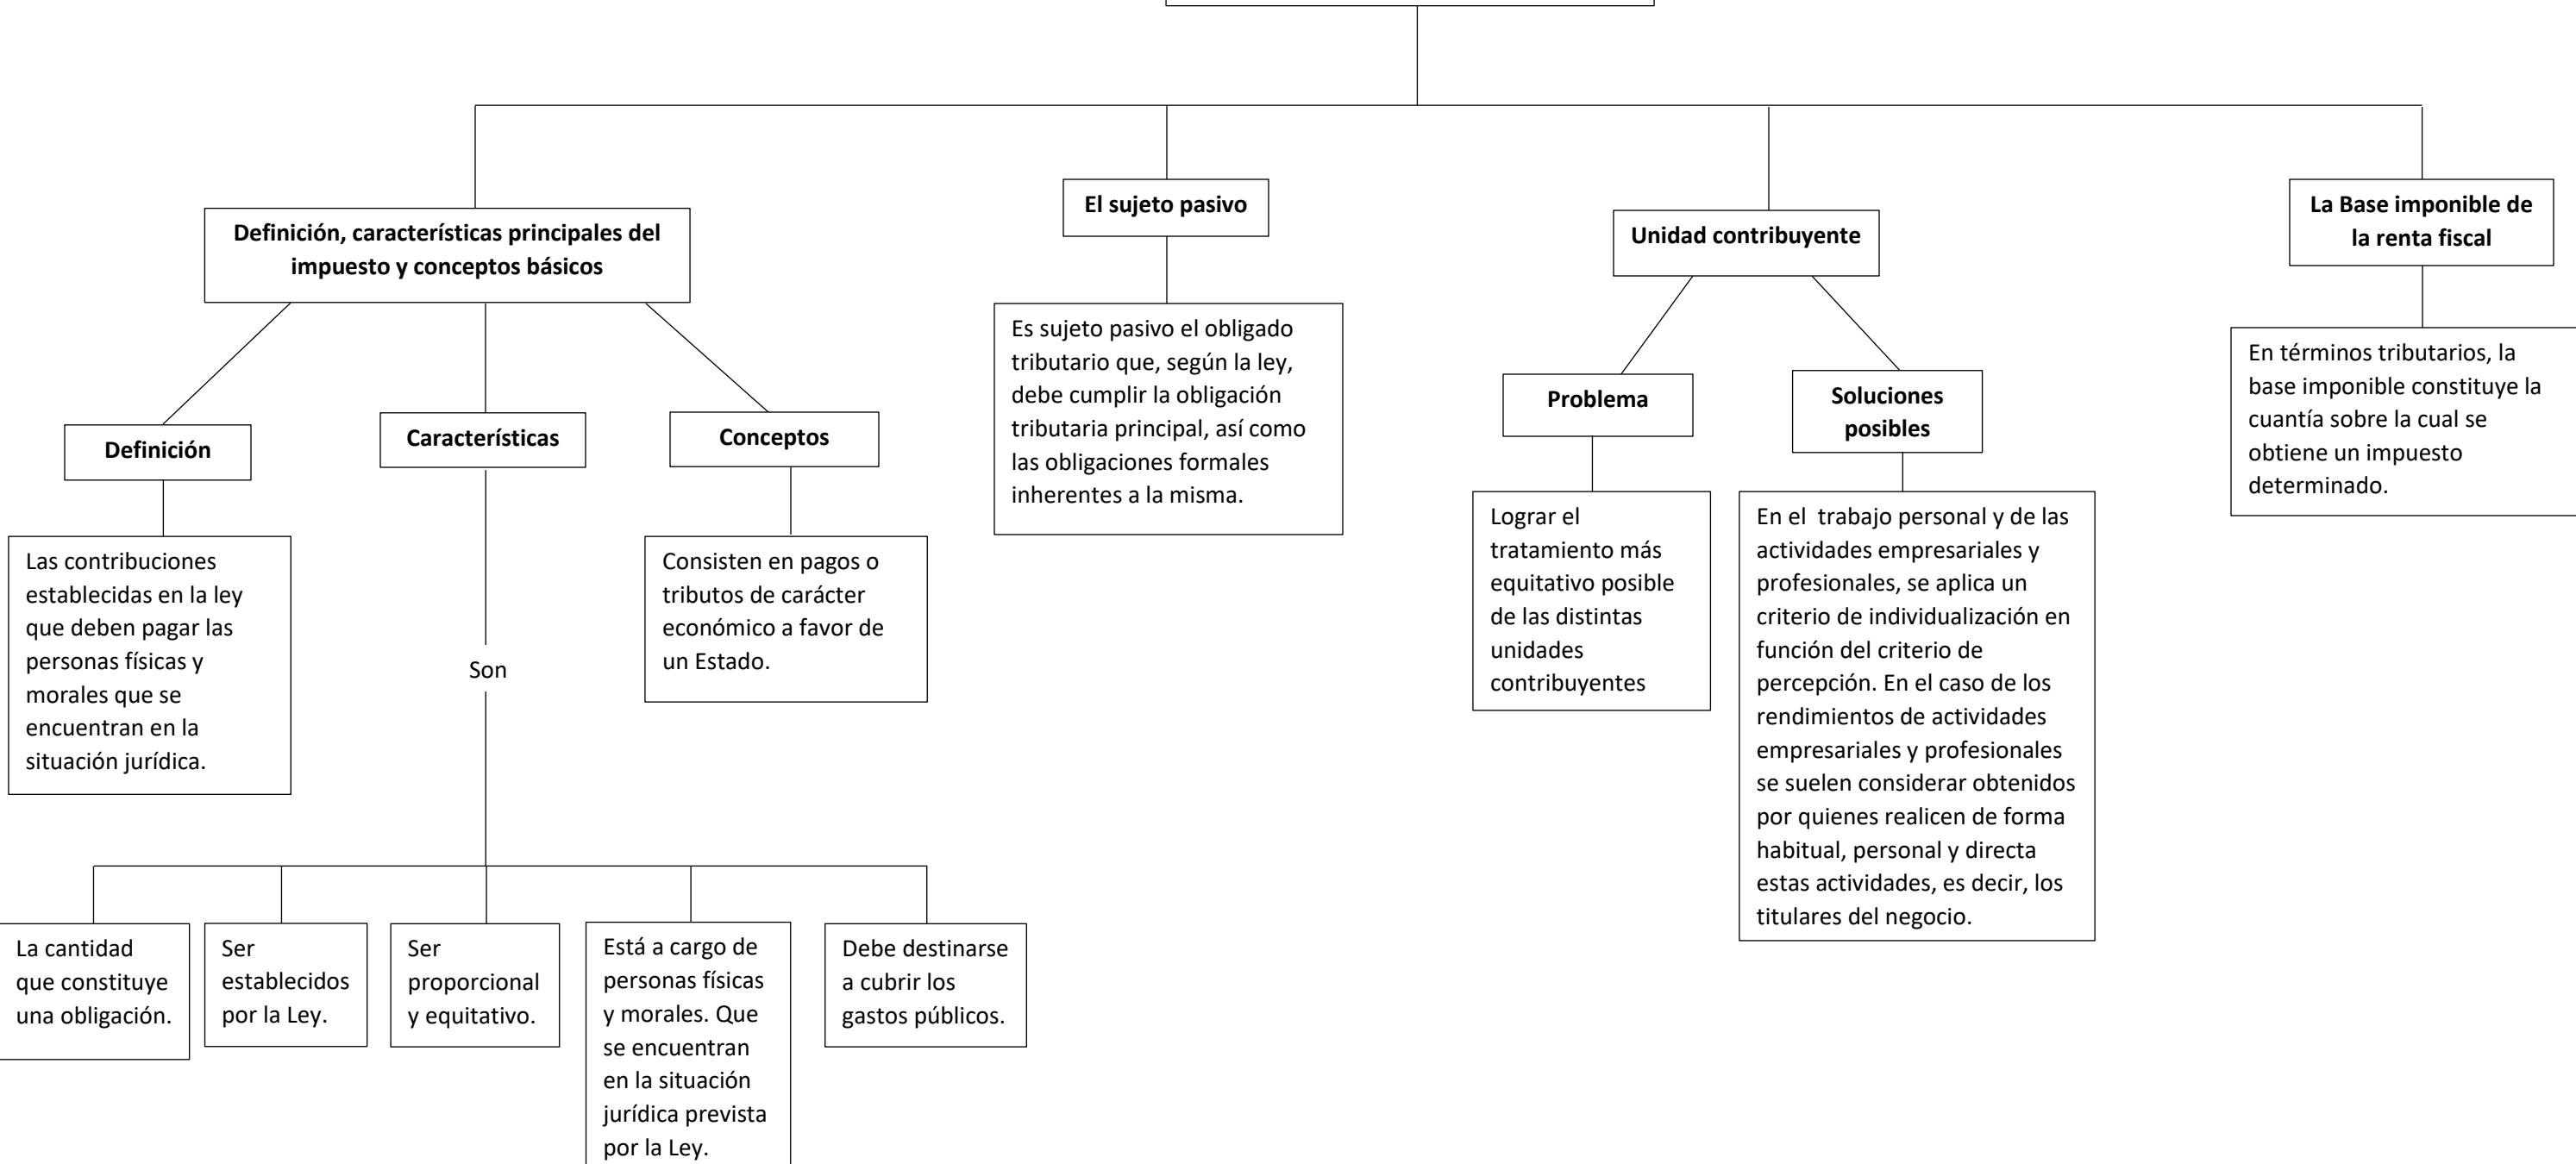 Definición, características principales del
impuesto y conceptos básicos
Definición
Las contribuciones
establecidas en la ley
que deben pagar las
personas físicas y
morales que se
encuentran en la
situación jurídica.
Características
Son
La cantidad
que constituye
una obligación.
Ser
establecidos
por la Ley.
Ser
proporcional
y equitativo.
Está a cargo de
personas físicas
y morales. Que
se encuentran
en la situación
jurídica prevista
por la Ley.
Debe destinarse
a cubrir los
gastos públicos.
Conceptos
Consisten en pagos o
tributos de carácter
económico a favor de
un Estado.
El sujeto pasivo
Es sujeto pasivo el obligado
tributario que, según la ley,
debe cumplir la obligación
tributaria principal, así como
las obligaciones formales
inherentes a la misma.
Unidad contribuyente
Problema
Lograr el
tratamiento más
equitativo posible
de las distintas
unidades
contribuyentes
Soluciones
posibles
En el  trabajo personal y de las
actividades empresariales y
profesionales, se aplica un
criterio de individualización en
función del criterio de
percepción. En el caso de los
rendimientos de actividades
empresariales y profesionales
se suelen considerar obtenidos
por quienes realicen de forma
habitual, personal y directa
estas actividades, es decir, los
titulares del negocio.
La Base imponible de
la renta fiscal
En términos tributarios, la
base imponible constituye la
cuantía sobre la cual se
obtiene un impuesto
determinado.